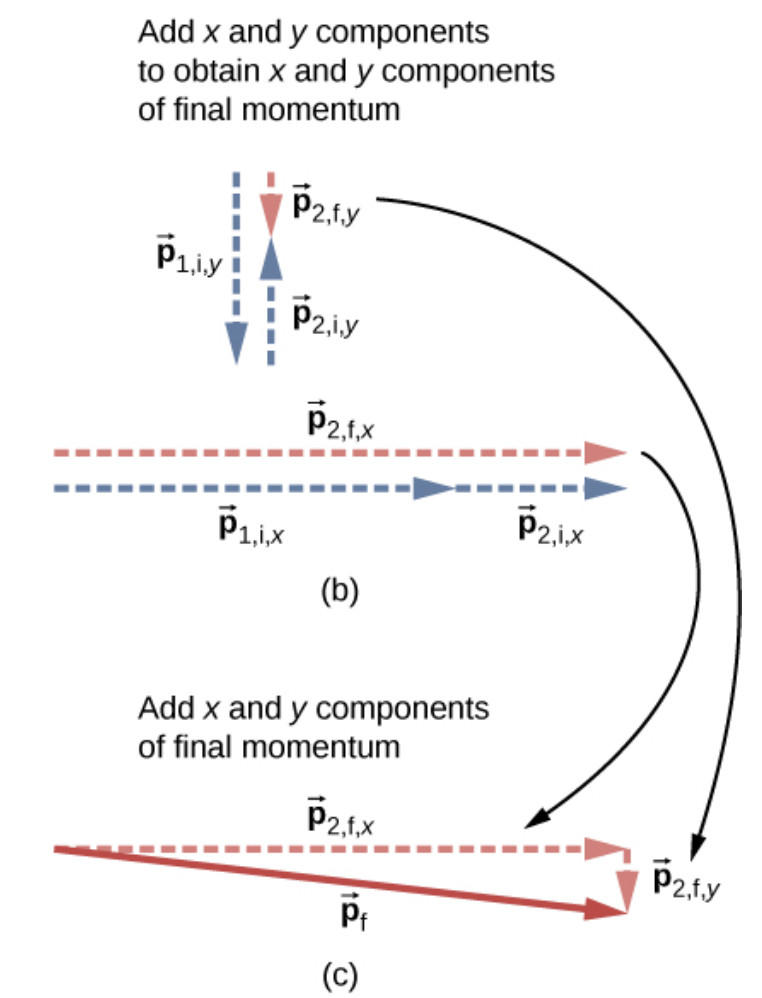 Add x and y components
to obtain x and y components
of final momentum
p⃗2,f,y
p⃗1,i,y
p⃗2,i,y
p⃗2,f,x
p⃗1,i,x
p⃗2,i,x
(b)
Add x and y components
of final momentum
p⃗2,f,x
p⃗2,f,y
p⃗f
(c)